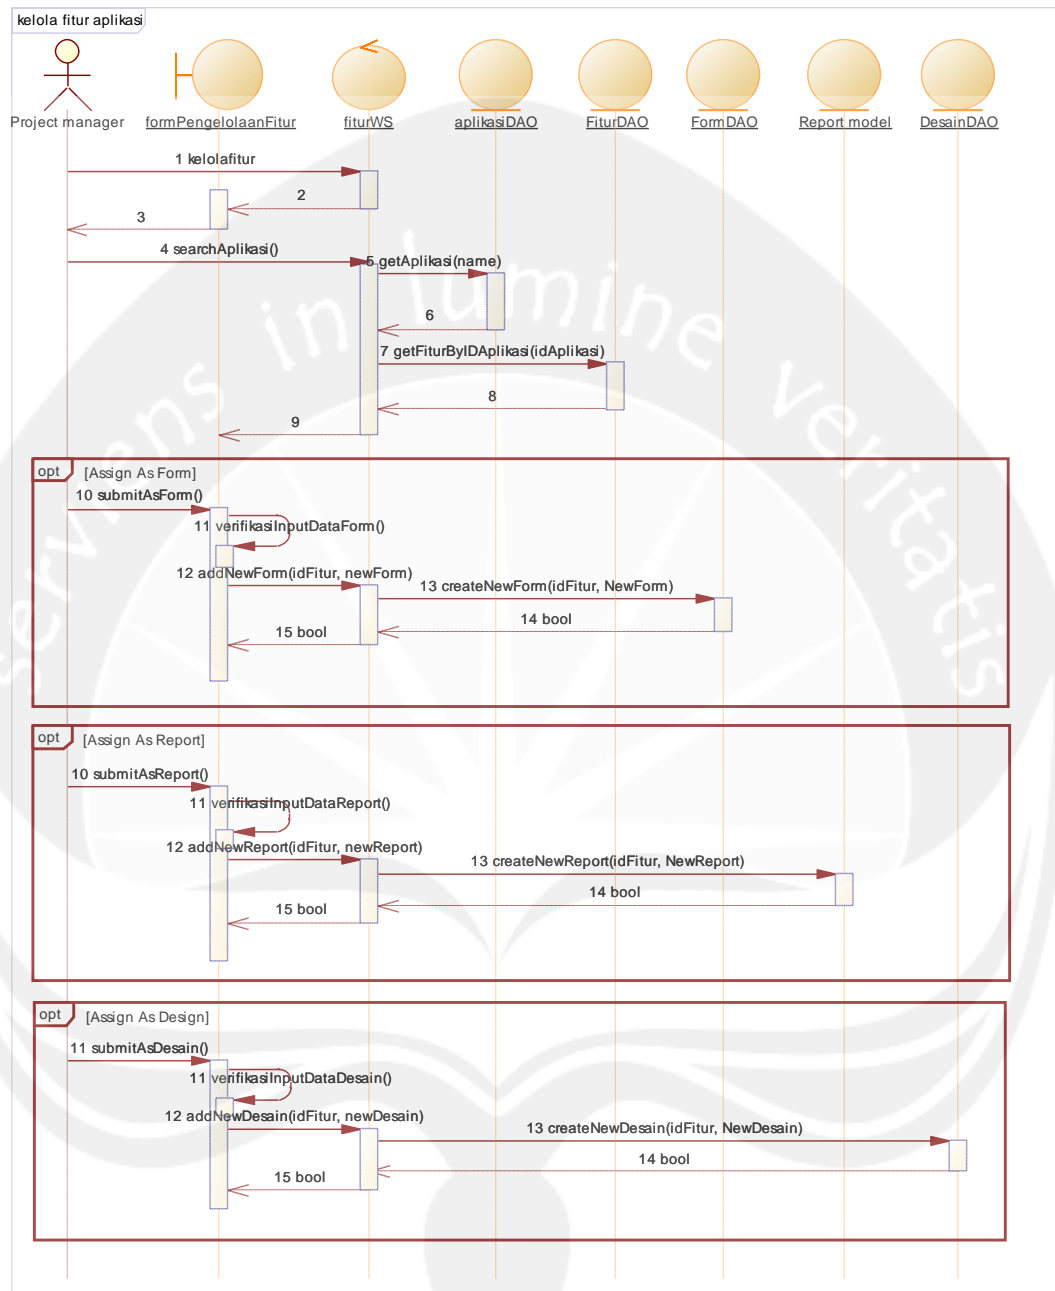 kelola fitur aplikasi
Project manager
formPengelolaanFitur
fiturWS
aplikasiDAO
FiturDAO
FormDAO
Report model
DesainDAO
1 kelolafitur
2
3
4 searchAplikasi()
5 getAplikasi(name)
6
7 getFiturByIDAplikasi(idAplikasi)
8
9
opt
[Assign As Form]
10 submitAsForm()
11 verifikasiInputDataForm()
12 addNewForm(idFitur, newForm)
13 createNewForm(idFitur, NewForm)
14 bool
15 bool
opt
[Assign As Report]
10 submitAsReport()
11 verifikasiInputDataReport()
12 addNewReport(idFitur, newReport)
13 createNewReport(idFitur, NewReport)
14 bool
15 bool
opt
[Assign As Design]
11 submitAsDesain()
11 verifikasiInputDataDesain()
12 addNewDesain(idFitur, newDesain)
13 createNewDesain(idFitur, NewDesain)
14 bool
15 bool
serviens in lumine veritatis